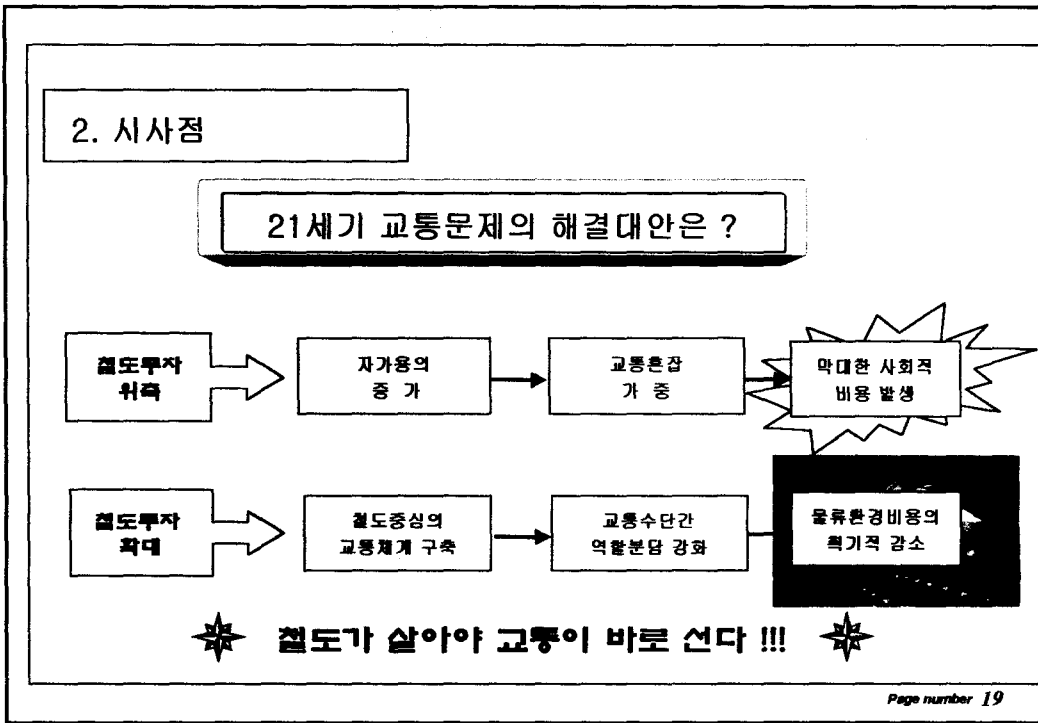 2. 시사점
21세기 교통문제의 해결대안은 ?
철도투자
위축
자가용의
증 가
교통혼잡
가 중
막대한 사회적
비용 발생
철도투자
확대
철도중심의
교통체계 구축
교통수단간
역할분담 강화
물류환경비용의
획기적 감소
철도가 살아야 교통이 바로 선다 !!!
Page number 19